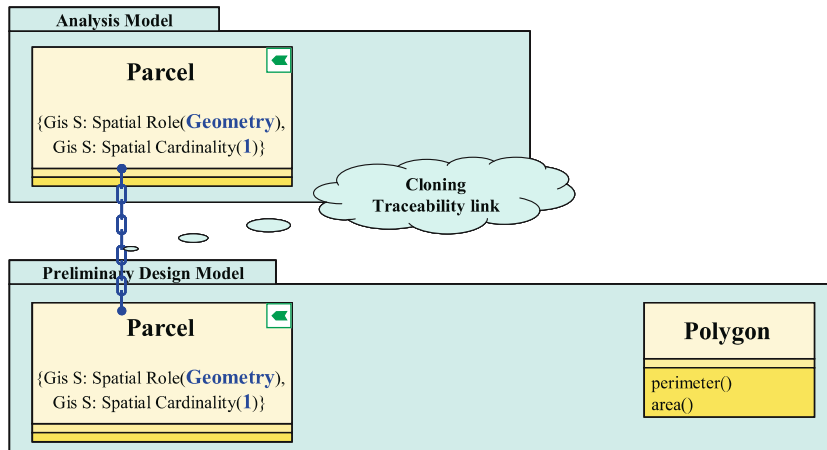 Analysis Model
Parcel
{Gis S: Spatial Role(Geometry),
Gis S: Spatial Cardinality(1)}
Cloning
Traceability link
Preliminary Design Model
Parcel
{Gis S: Spatial Role(Geometry),
Gis S: Spatial Cardinality(1)}
Polygon
perimeter()
area()